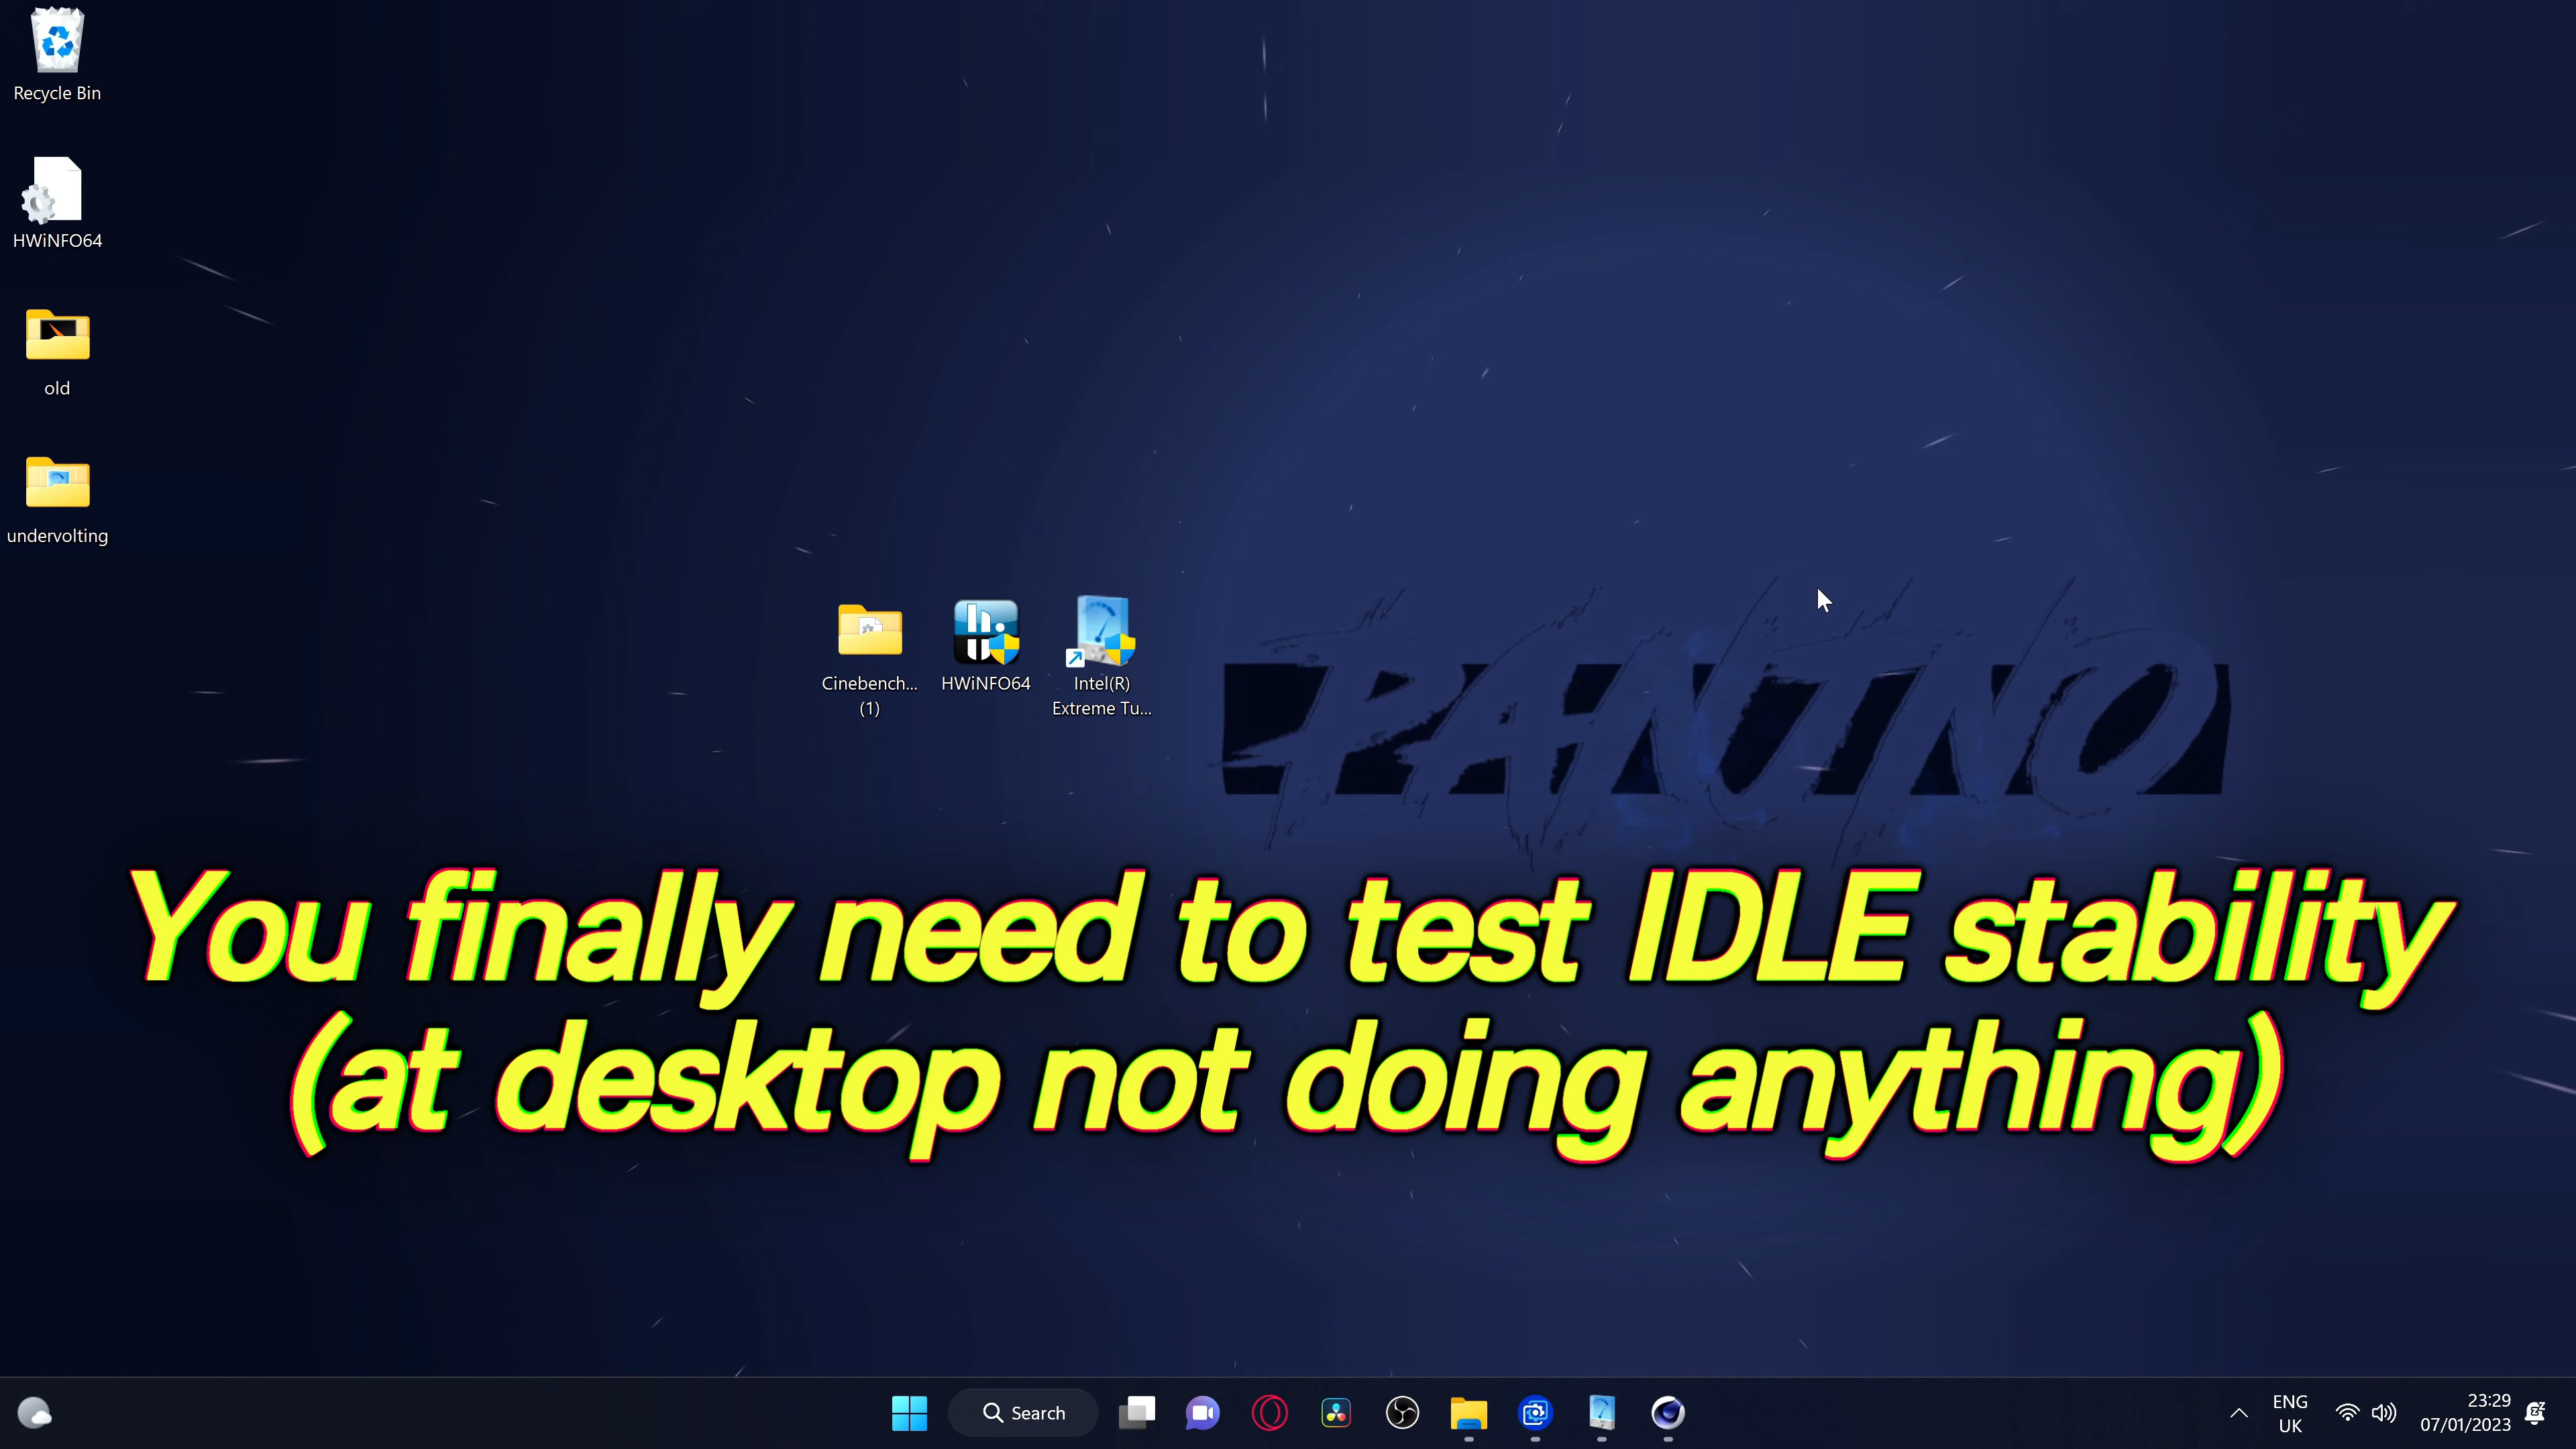 Recycle Bin
HWiNFO64
old
undervolting
Cinebench...
(1)
HWiNFO64
Intel(R)
Extreme Tu...
PANJNO
You finally need to test IDLE stability
(at desktop not doing anything)
Search
ENG
UK
23:29
07/01/2023